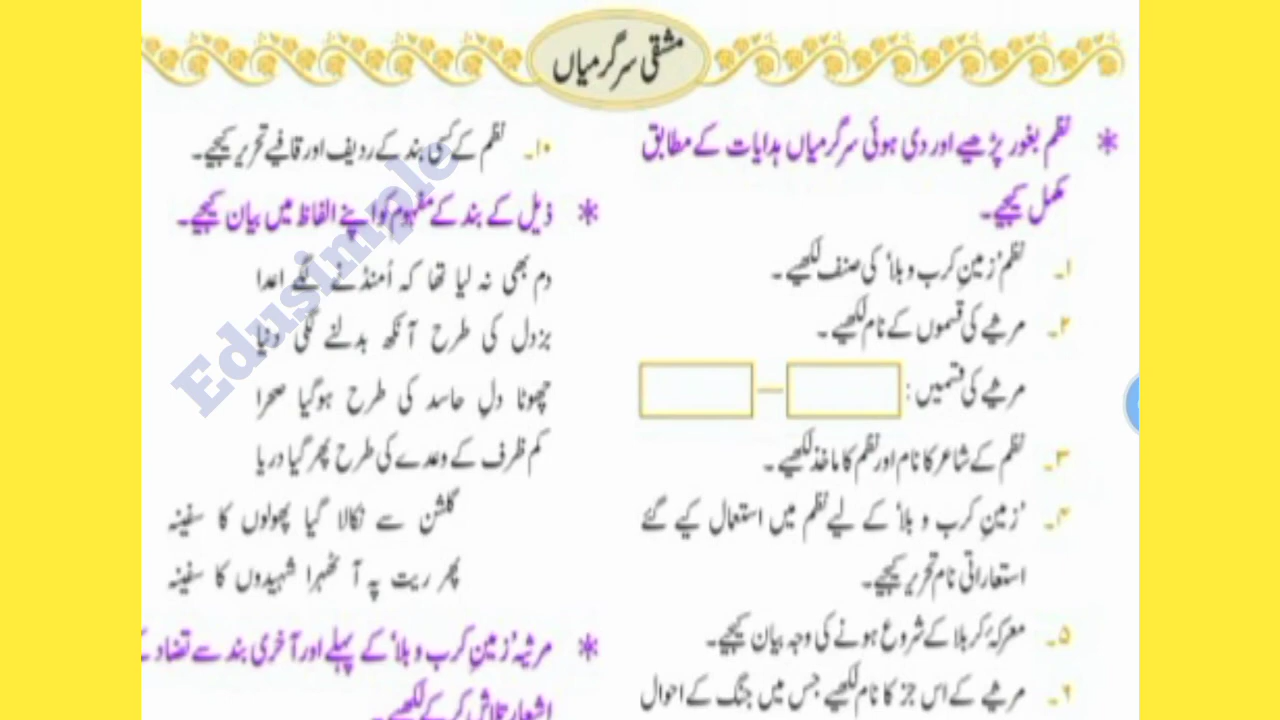 مشقی سرگرمیاں
* نظم بغور پڑھیے اور دی ہوئی سرگرمیاں ہدایات کے مطابق
مکمل کیجیے۔
۱۔ نظم 'زمینِ کرب و بلا' کی صنف لکھیے۔
۲۔ مرثیے کی قسموں کے نام لکھیے۔
مرثیے کی قسمیں :
۳۔ نظم کے شاعر کا نام اور نظم کا ماخذ لکھیے۔
۴۔ 'زمینِ کرب و بلا' کے لیے نظم میں استعمال کیے گئے
استعاراتی نام تحریر کیجیے۔
۵۔ معرکۂ کربلا کے شروع ہونے کی وجہ بیان کیجیے۔
۶۔ مرثیے کے اس جز کا نام لکھیے جس میں جنگ کے احوال
۱۰۔ نظم کے کسی بند کے ردیف اور قافیے تحریر کیجیے۔
* ذیل کے بند کے مفہوم کو اپنے الفاظ میں بیان کیجیے۔
دم بھی نہ لیا تھا کہ اُمنڈنے لگے اعدا
بزدل کی طرح آنکھ بدلنے لگی دنیا
چھوٹا دلِ حاسد کی طرح ہوگیا صحرا
کم ظرف کے وعدے کی طرح پھر گیا دریا
گلشن سے نکالا گیا پھولوں کا سفینہ
پھر ریت پہ آ ٹھہرا شہیدوں کا سفینہ
* مرثیہ 'زمینِ کرب و بلا' کے پہلے اور آخری بند سے تضاد کے
اشعار تلاش کرکے لکھیے۔
Edusimple